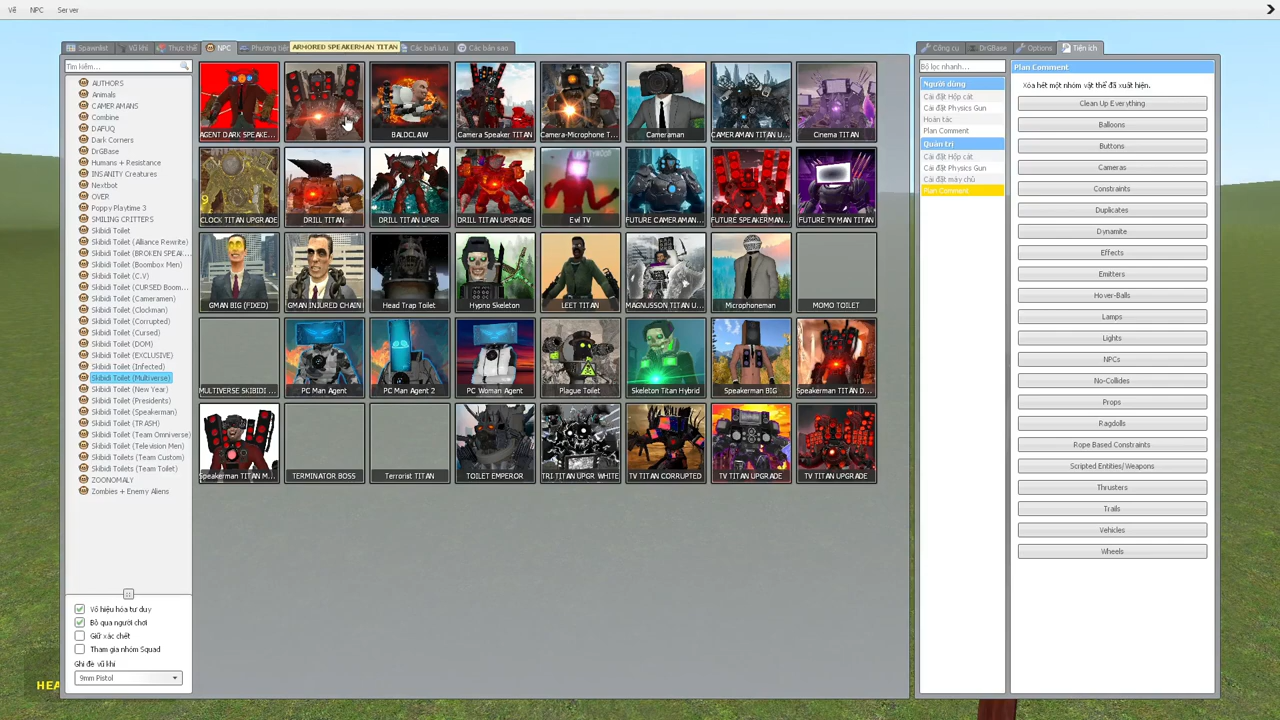 Vẽ NPC Server
Spawnlist Vũ khí Thực thể NPC Phương tiện ARMORED SPEAKERMAN TITAN Các bạn lưu Các bản sao
Công cụ DrGBase Options Tiện ích
Tìm kiếm...
AUTHORS
Animals
CAMERAMANS
Combine
DAFUQ
Dark Corners
DrGBase
Humans + Resistance
INSANITY Creatures
Nextbot
OVER
Poppy Playtime 3
SMILING CRITTERS
Skibidi Toilet
Skibidi Toilet (Alliance Rewrite)
Skibidi Toilet (BROKEN SPEA...
Skibidi Toilet (Boombox Men)
Skibidi Toilet (C.V)
Skibidi Toilet (CURSED Boom...
Skibidi Toilet (Cameramen)
Skibidi Toilet (Clockman)
Skibidi Toilet (Corrupted)
Skibidi Toilet (Cursed)
Skibidi Toilet (DOM)
Skibidi Toilet (EXCLUSIVE)
Skibidi Toilet (Infected)
Skibidi Toilet (Multiverse)
Skibidi Toilet (New Year)
Skibidi Toilet (Presidents)
Skibidi Toilet (Speakerman)
Skibidi Toilet (TRASH)
Skibidi Toilet (Team Omniverse)
Skibidi Toilet (Television Men)
Skibidi Toilets (Team Custom)
Skibidi Toilets (Team Toilet)
ZOONOMALY
Zombies + Enemy Aliens
Vô hiệu hóa tư duy
Bỏ qua người chơi
Giữ xác chết
Tham gia nhóm Squad
Ghi đè vũ khí
9mm Pistol
HEA
AGENT DARK SPEAKE... BALDCLAW Camera Speaker TITAN Camera-Microphone T... Cameraman CAMERAMAN TITAN U... Cinema TITAN
CLOCK TITAN UPGRADE DRILL TITAN DRILL TITAN UPGR DRILL TITAN UPGRADE Evil TV FUTURE CAMERAMAN... FUTURE SPEAKERMAN... FUTURE TV MAN TITAN
GMAN BIG (FIXED) GMAN INJURED CHAIN Head Trap Toilet Hypno Skeleton LEET TITAN MAGNUSSON TITAN U... Microphoneman MOMO TOILET
MULTIVERSE SKIBIDI ... PC Man Agent PC Man Agent 2 PC Woman Agent Plague Toilet Skeleton Titan Hybrid Speakerman BIG Speakerman TITAN D...
Speakerman TITAN M... TERMINATOR BOSS Terrorist TITAN TOILET EMPEROR TRI TITAN UPGR. WHITE TV TITAN CORRUPTED TV TITAN UPGRADE TV TITAN UPGRADE
Bộ lọc nhanh...
Người dùng
Cài đặt Hộp cát
Cài đặt Physics Gun
Hoàn tác
Plan Comment
Quản trị
Cài đặt Hộp cát
Cài đặt Physics Gun
Cài đặt máy chủ
Plan Comment
Plan Comment
Xóa hết một nhóm vật thể đã xuất hiện.
Clean Up Everything
Balloons
Buttons
Cameras
Constraints
Duplicates
Dynamite
Effects
Emitters
Hover-Balls
Lamps
Lights
NPCs
No-Collides
Props
Ragdolls
Rope Based Constraints
Scripted Entities/Weapons
Thrusters
Trails
Vehicles
Wheels